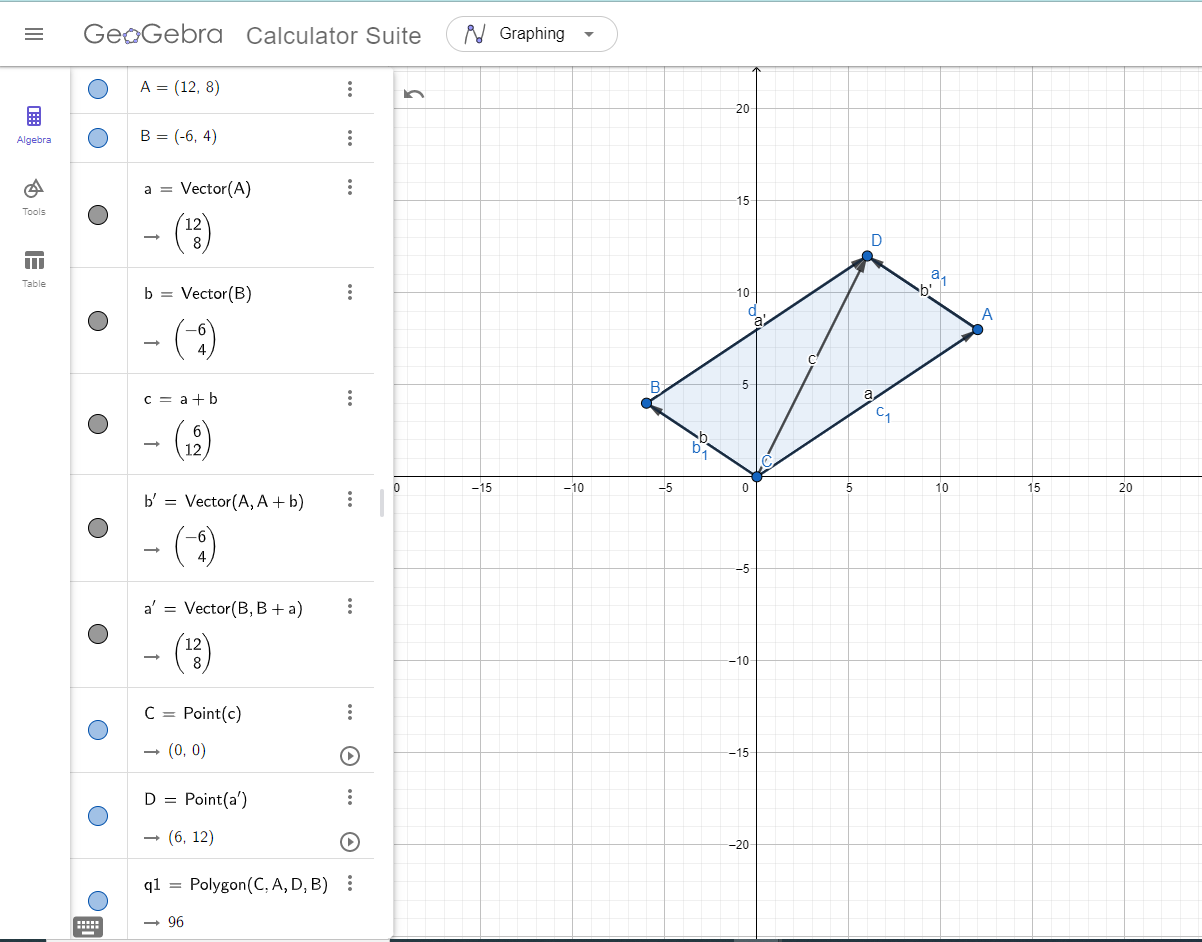 GeoGebra Calculator Suite Graphing
Algebra
Tools
Table
A = (12, 8)
B = (-6, 4)
a = Vector(A)
→ (12
8)
b = Vector(B)
→ (−6
4)
c = a + b
→ (6
12)
b′ = Vector(A, A + b)
→ (−6
4)
a′ = Vector(B, B + a)
→ (12
8)
C = Point(c)
→ (0, 0)
D = Point(a′)
→ (6, 12)
q1 = Polygon(C, A, D, B)
→ 96
20
15
D
a1
b'
10
d
a'
A
c
B
5
a
c1
b
b1
C
0 −15 −10 −5 0 5 10 15 20
−5
−10
−15
−20